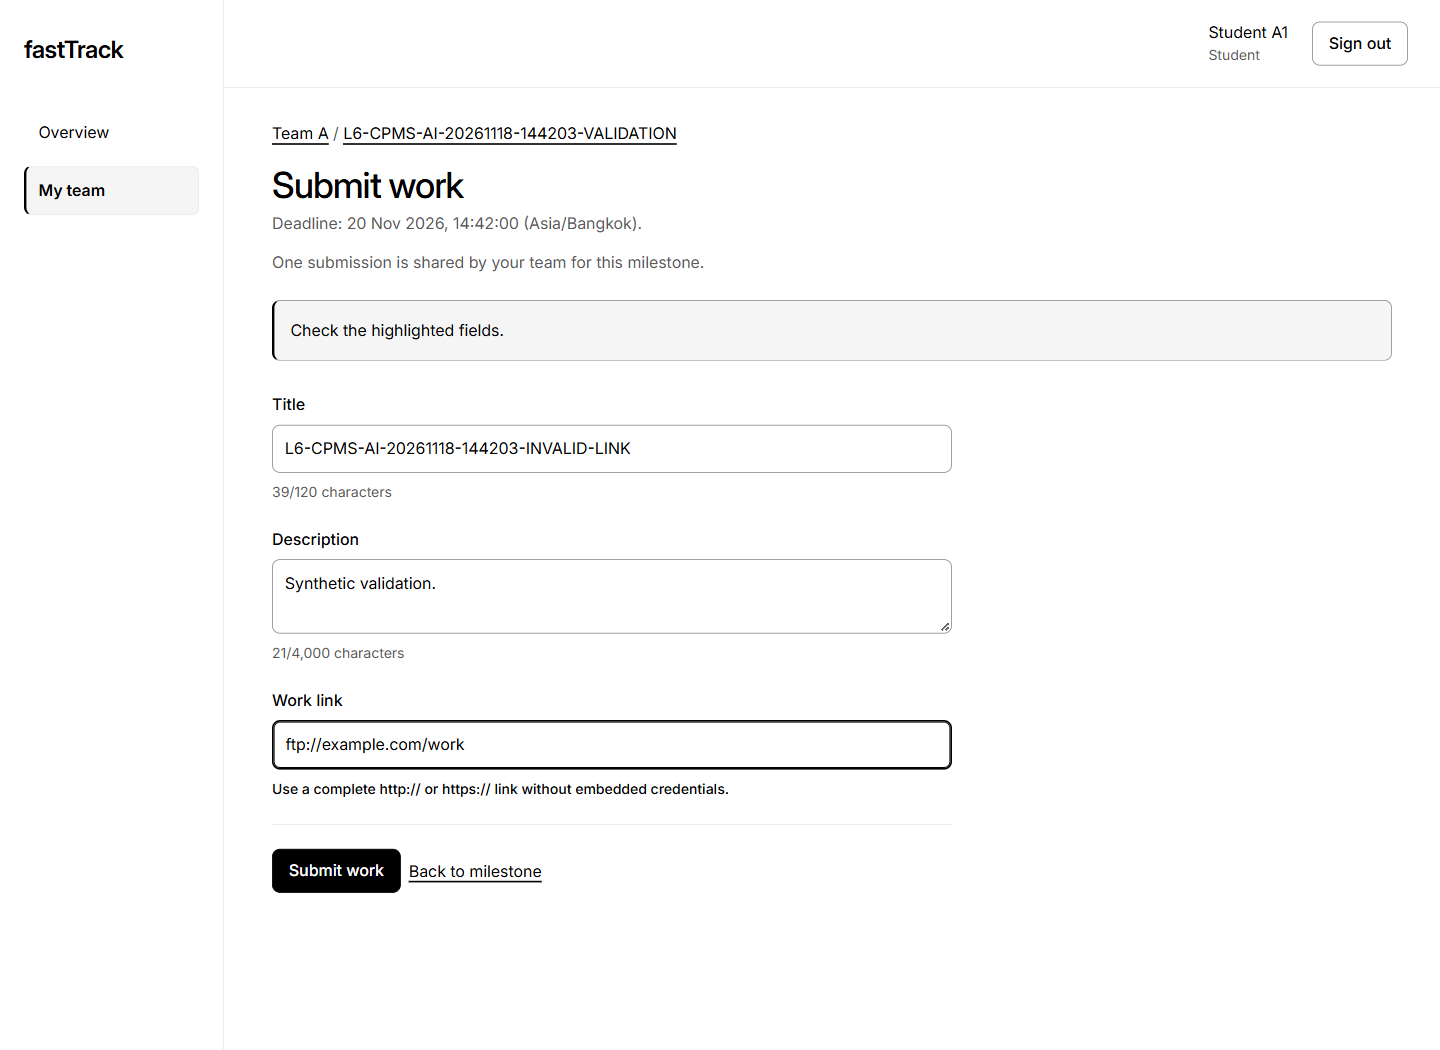 fastTrack
Student A1
Student
Sign out
Overview
My team
Team A / L6-CPMS-AI-20261118-144203-VALIDATION
Submit work
Deadline: 20 Nov 2026, 14:42:00 (Asia/Bangkok).
One submission is shared by your team for this milestone.
Check the highlighted fields.
Title
L6-CPMS-AI-20261118-144203-INVALID-LINK
39/120 characters
Description
Synthetic validation.
21/4,000 characters
Work link
ftp://example.com/work
Use a complete http:// or https:// link without embedded credentials.
Submit work
Back to milestone